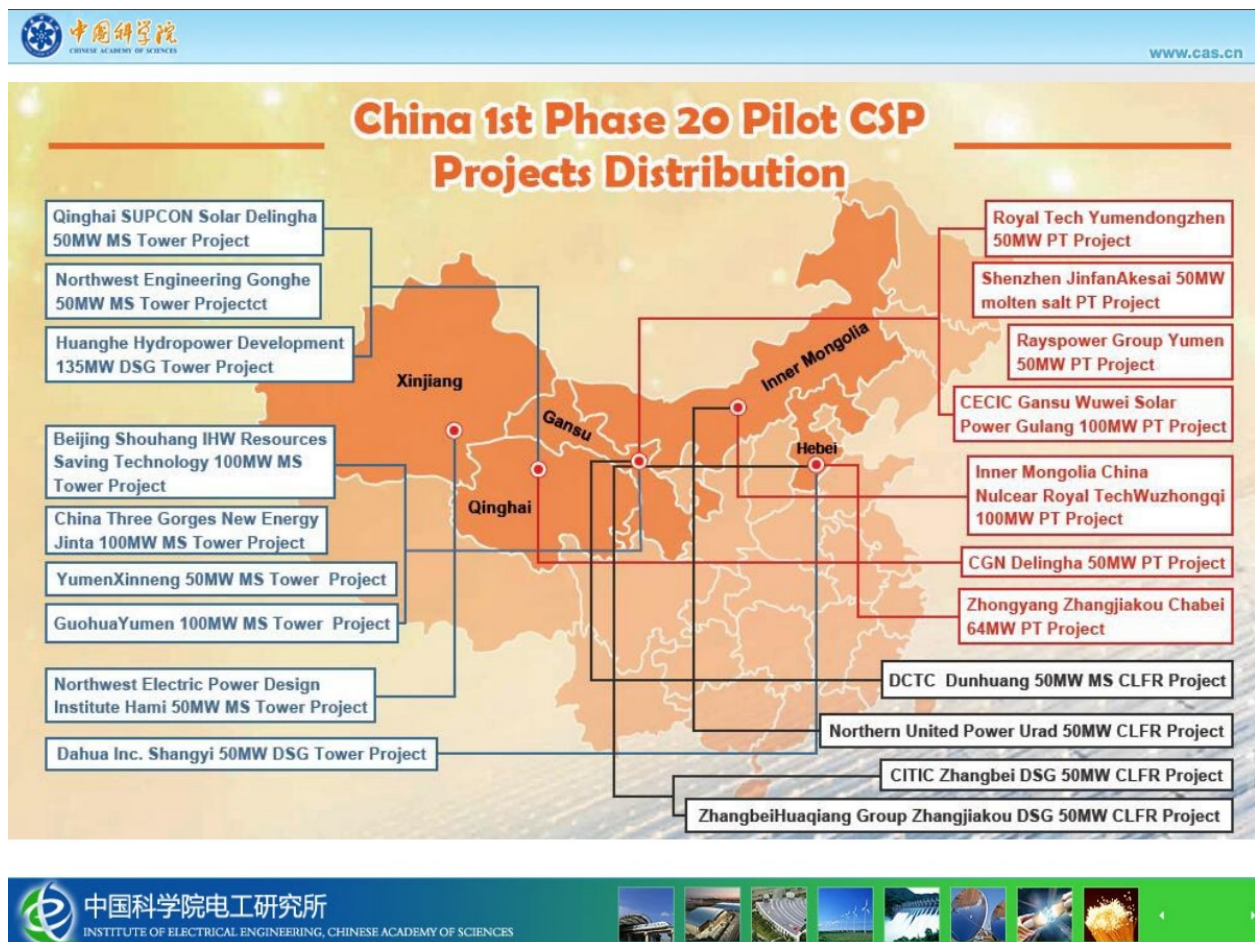 中国科学院
CHINESE ACADEMY OF SCIENCES
www.cas.cn
China 1st Phase 20 Pilot CSP
Projects Distribution
Qinghai SUPCON Solar Delingha
50MW MS Tower Project
Northwest Engineering Gonghe
50MW MS Tower Projectct
Huanghe Hydropower Development
135MW DSG Tower Project
Beijing Shouhang IHW Resources
Saving Technology 100MW MS
Tower Project
China Three Gorges New Energy
Jinta 100MW MS Tower Project
YumenXinneng 50MW MS Tower Project
GuohuaYumen 100MW MS Tower Project
Northwest Electric Power Design
Institute Hami 50MW MS Tower Project
Dahua Inc. Shangyi 50MW DSG Tower Project
Xinjiang
Gansu
Qinghai
Inner Mongolia
Hebei
Royal Tech Yumendongzhen
50MW PT Project
Shenzhen JinfanAkesai 50MW
molten salt PT Project
Rayspower Group Yumen
50MW PT Project
CECIC Gansu Wuwei Solar
Power Gulang 100MW PT Project
Inner Mongolia China
Nulcear Royal TechWuzhongqi
100MW PT Project
CGN Delingha 50MW PT Project
Zhongyang Zhangjiakou Chabei
64MW PT Project
DCTC Dunhuang 50MW MS CLFR Project
Northern United Power Urad 50MW CLFR Project
CITIC Zhangbei DSG 50MW CLFR Project
ZhangbeiHuaqiang Group Zhangjiakou DSG 50MW CLFR Project
中国科学院电工研究所
INSTITUTE OF ELECTRICAL ENGINEERING, CHINESE ACADEMY OF SCIENCES